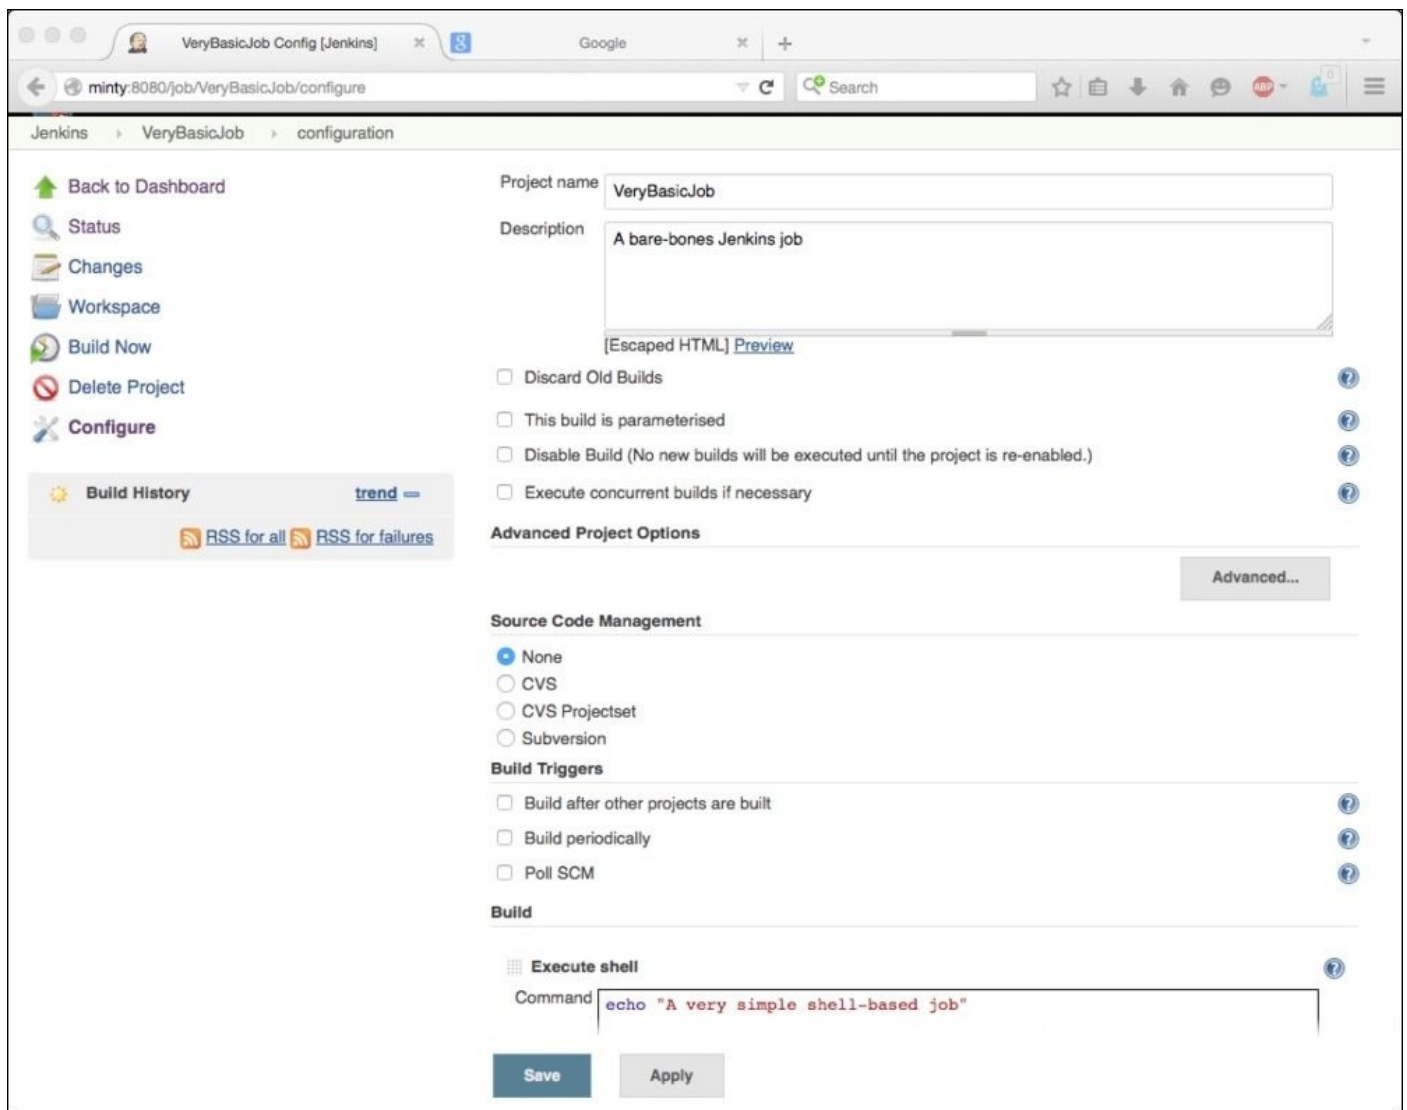 VeryBasicJob Config [Jenkins]
Google
minty:8080/job/VeryBasicJob/configure
Search
ABP
0
Jenkins VeryBasicJob configuration
Back to Dashboard
Status
Changes
Workspace
Build Now
Delete Project
Configure
Build History trend
RSS for all RSS for failures
Project name VeryBasicJob
Description A bare-bones Jenkins job
[Escaped HTML] Preview
Discard Old Builds
This build is parameterised
Disable Build (No new builds will be executed until the project is re-enabled.)
Execute concurrent builds if necessary
Advanced Project Options
Advanced...
Source Code Management
None
CVS
CVS Projectset
Subversion
Build Triggers
Build after other projects are built
Build periodically
Poll SCM
Build
Execute shell
Command echo "A very simple shell-based job"
Save Apply